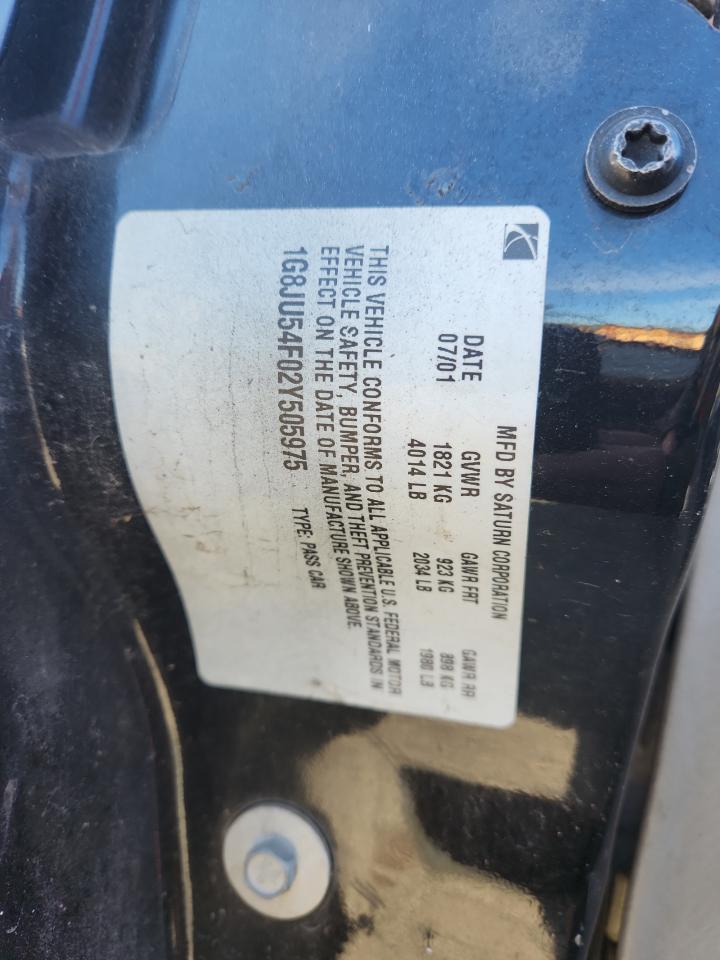 MFD BY SATURN CORPORATION
DATE GVWR GAWR FRT GAWR RR
07/01 1821 KG 923 KG 898 KG
4014 LB 2034 LB 1980 LB
THIS VEHICLE CONFORMS TO ALL APPLICABLE U.S. FEDERAL MOTOR
VEHICLE SAFETY, BUMPER, AND THEFT PREVENTION STANDARDS IN
EFFECT ON THE DATE OF MANUFACTURE SHOWN ABOVE.
1G8JU54F02Y505975 TYPE: PASS CAR